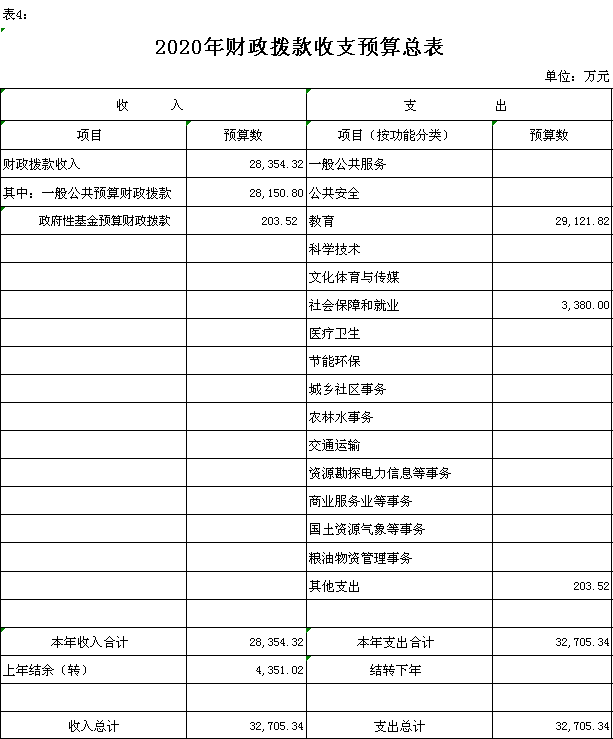 表4:
2020年财政拨款收支预算总表
单位：万元
收 入 支 出
项目 预算数 项目（按功能分类） 预算数
财政拨款收入 28,354.32 一般公共服务
其中：一般公共预算财政拨款 28,150.80 公共安全
政府性基金预算财政拨款 203.52 教育 29,121.82
科学技术
文化体育与传媒
社会保障和就业 3,380.00
医疗卫生
节能环保
城乡社区事务
农林水事务
交通运输
资源勘探电力信息等事务
商业服务业等事务
国土资源气象等事务
粮油物资管理事务
其他支出 203.52
本年收入合计 28,354.32 本年支出合计 32,705.34
上年结余（转） 4,351.02 结转下年
收入总计 32,705.34 支出总计 32,705.34